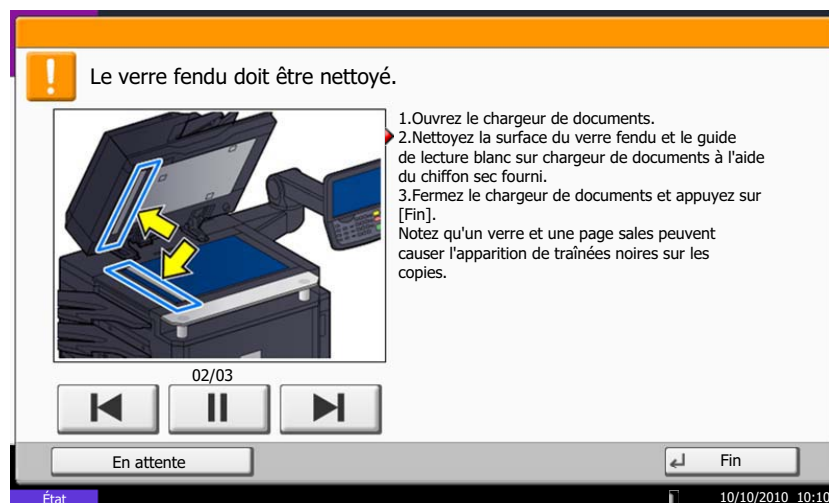 Le verre fendu doit être nettoyé.
1.Ouvrez le chargeur de documents.
2.Nettoyez la surface du verre fendu et le guide
de lecture blanc sur chargeur de documents à l'aide
du chiffon sec fourni.
3.Fermez le chargeur de documents et appuyez sur
[Fin].
Notez qu'un verre et une page sales peuvent
causer l'apparition de traînées noires sur les
copies.
02/03
En attente
Fin
État
10/10/2010 10:10